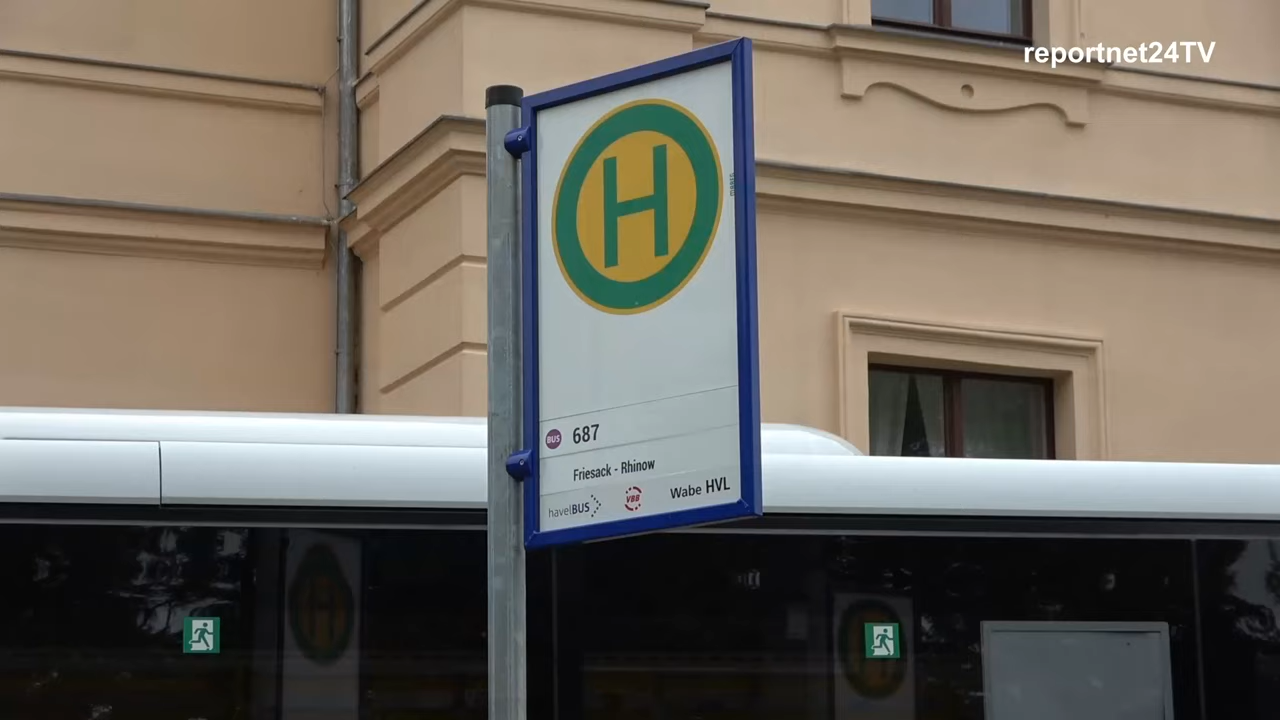 reportnet24TV
H
BUS 687
Friesack - Rhinow
havelBUS VBB Wabe HVL